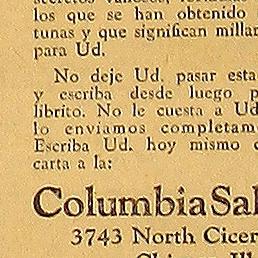 los que se han obtenido
tunas y que significan millar
para Ud.
No deje Ud. pasar esta
y escriba desde luego p
librito. No le cuesta a Ud
lo enviamos completam
Escriba Ud. hoy mismo c
carta a la:
Columbia Sal
3743 North Cicer